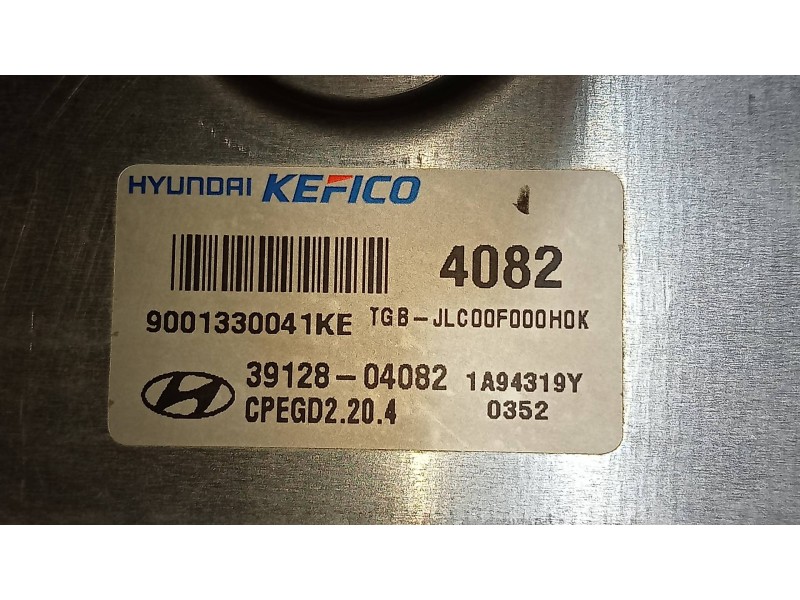 HYUNDAI KEFICO
4082
9001330041KE TGB-JLC00F000H0K
39128-04082 1A94319Y
CPEGD2.20.4 0352